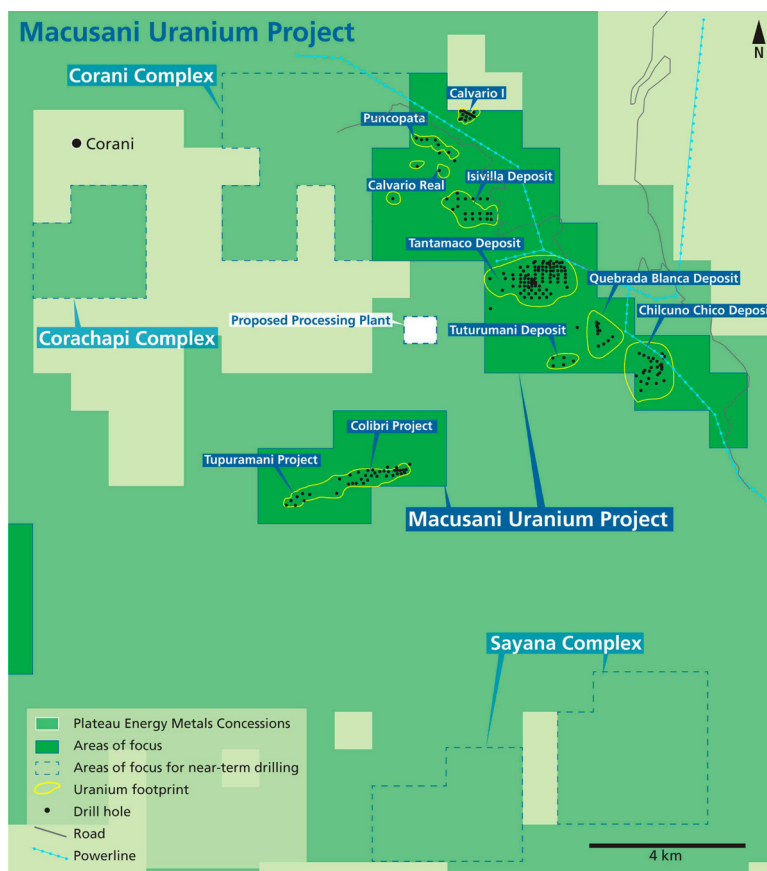 Macusani Uranium Project
N
Corani Complex
Calvario I
Puncopata
Corani
Isivilla Deposit
Calvario Real
Tantamaco Deposit
Quebrada Blanca Deposit
Chilcuno Chico Deposi
Proposed Processing Plant
Corachapi Complex
Tuturumani Deposit
Colibri Project
Tupuramani Project
Macusani Uranium Project
Sayana Complex
Plateau Energy Metals Concessions
Areas of focus
Areas of focus for near-term drilling
Uranium footprint
Drill hole
Road
Powerline
4 km